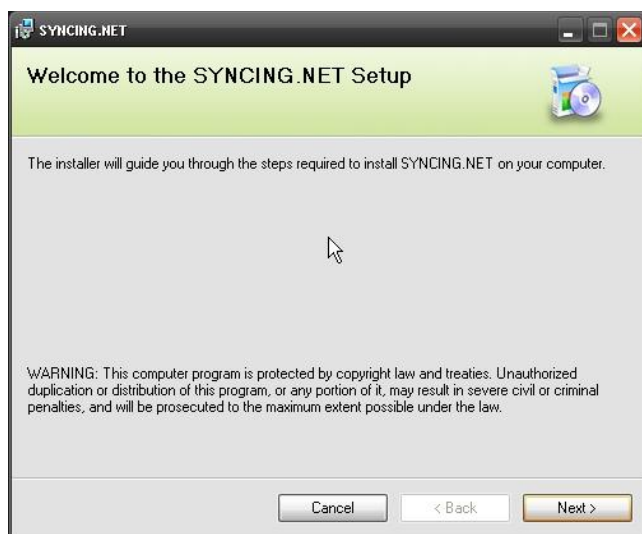 SYNCING.NET
Welcome to the SYNCING.NET Setup
The installer will guide you through the steps required to install SYNCING.NET on your computer.
WARNING: This computer program is protected by copyright law and treaties. Unauthorized
duplication or distribution of this program, or any portion of it, may result in severe civil or criminal
penalties, and will be prosecuted to the maximum extent possible under the law.
Cancel
< Back
Next >